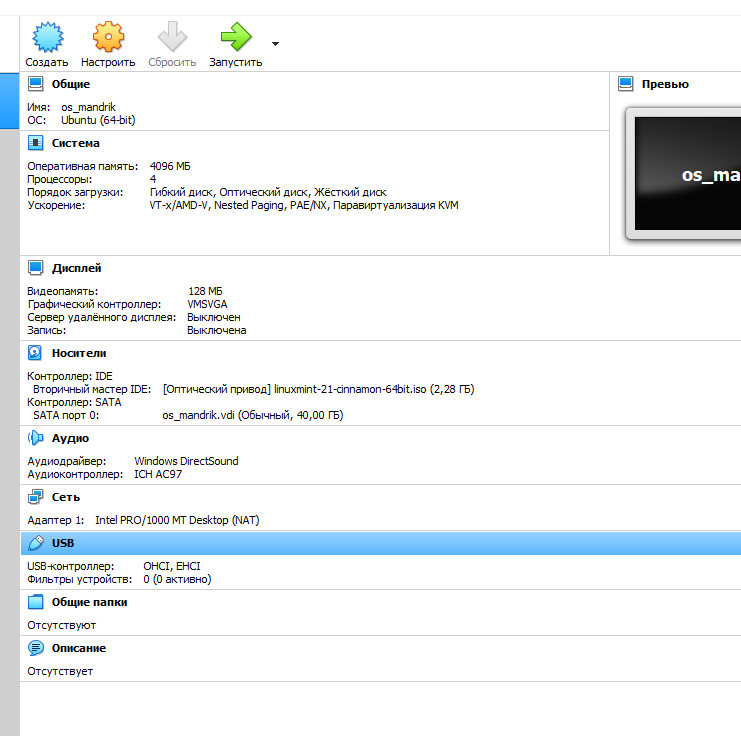 Создать Настроить Сбросить Запустить
Общие
Имя: os_mandrik
ОС: Ubuntu (64-bit)
Превью
os_ma
Система
Оперативная память: 4096 МБ
Процессоры: 4
Порядок загрузки: Гибкий диск, Оптический диск, Жёсткий диск
Ускорение: VT-x/AMD-V, Nested Paging, PAE/NX, Паравиртуализация KVM
Дисплей
Видеопамять: 128 МБ
Графический контроллер: VMSVGA
Сервер удалённого дисплея: Выключен
Запись: Выключена
Носители
Контроллер: IDE
Вторичный мастер IDE: [Оптический привод] linuxmint-21-cinnamon-64bit.iso (2,28 ГБ)
Контроллер: SATA
SATA порт 0: os_mandrik.vdi (Обычный, 40,00 ГБ)
Аудио
Аудиодрайвер: Windows DirectSound
Аудиоконтроллер: ICH AC97
Сеть
Адаптер 1: Intel PRO/1000 MT Desktop (NAT)
USB
USB-контроллер: OHCI, EHCI
Фильтры устройств: 0 (0 активно)
Общие папки
Отсутствуют
Описание
Отсутствует